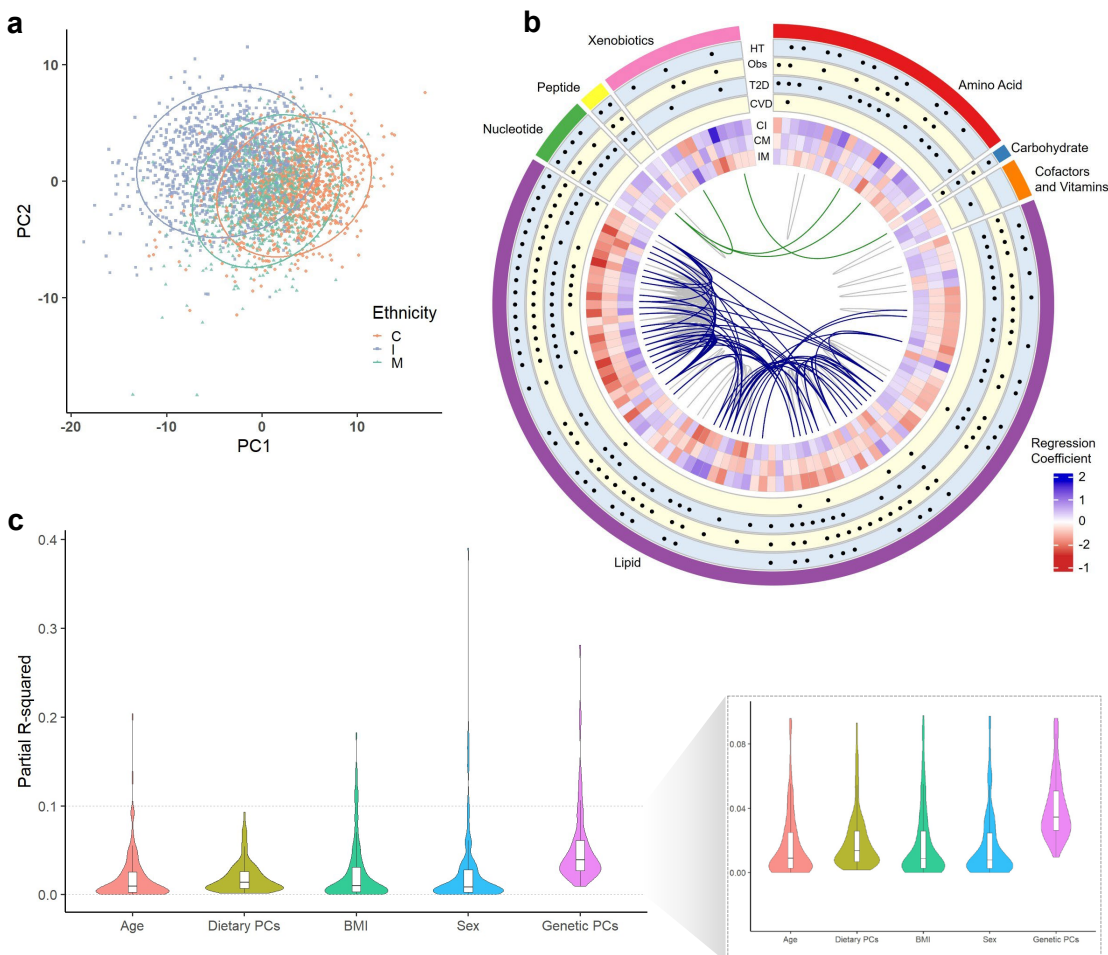 a
10
0
-10
-20
-10
0
10
PC2
PC1
Ethnicity
C
I
M
b
Xenobiotics
Peptide
Nucleotide
HT
Obs
T2D
CVD
CI
CM
IM
Amino Acid
Carbohydrate
Cofactors
and Vitamins
Lipid
Regression
Coefficient
2
1
0
-2
-1
c
0.4
0.3
0.2
0.1
0.0
Partial R-squared
Age
Dietary PCs
BMI
Sex
Genetic PCs
0.08
0.04
0.00
Age
Dietary PCs
BMI
Sex
Genetic PCs